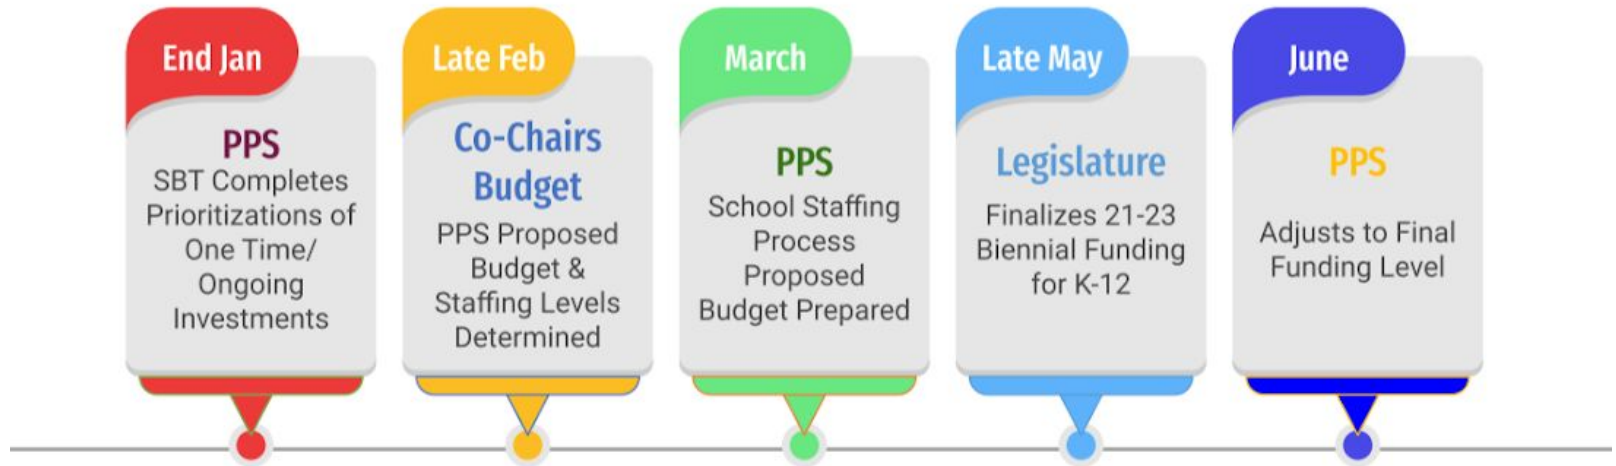 End Jan
PPS
SBT Completes
Prioritizations of
One Time/
Ongoing
Investments
Late Feb
Co-Chairs
Budget
PPS Proposed
Budget &
Staffing Levels
Determined
March
PPS
School Staffing
Process
Proposed
Budget Prepared
Late May
Legislature
Finalizes 21-23
Biennial Funding
for K-12
June
PPS
Adjusts to Final
Funding Level